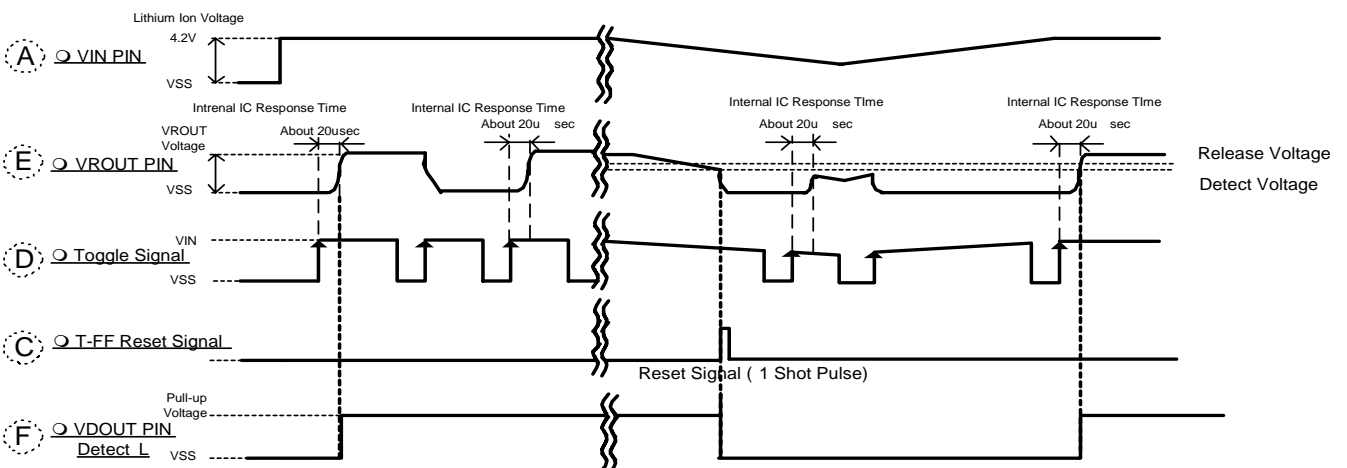 Lithium Ion Voltage
4.2V
A ❍ VIN PIN
VSS
Intrenal IC Response Time
Internal IC Response Time
Internal IC Response TIme
Internal IC Response TIme
VROUT
Voltage
About 20usec
About 20u sec
About 20u sec
About 20u sec
E ❍ VROUT PIN
VSS
Release Voltage
Detect Voltage
VIN
D ❍ Toggle Signal
VSS
C ❍ T-FF Reset Signal
Reset Signal ( 1 Shot Pulse)
Pull-up
Voltage
F ❍ VDOUT PIN
Detect L
VSS